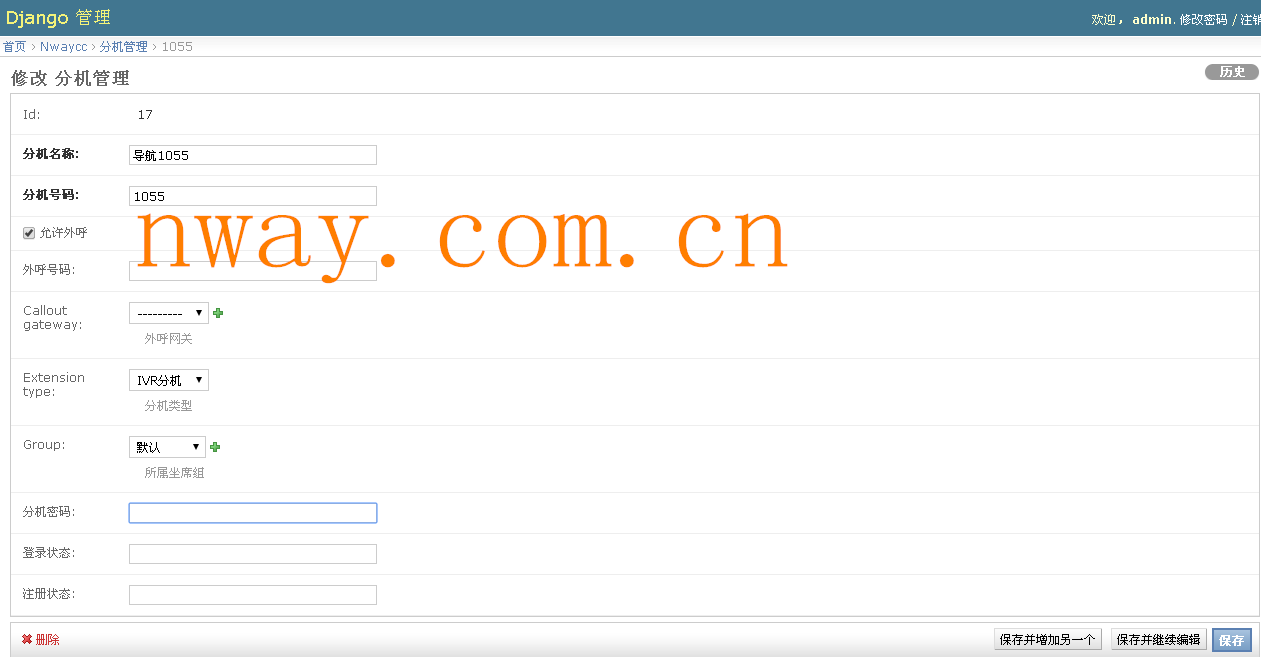 Django 管理
欢迎，admin. 修改密码 / 注销
首页 › Nwaycc › 分机管理 › 1055
修改 分机管理
历史
Id: 17
分机名称: 导航1055
分机号码: 1055
nway.com.cn
允许外呼
外呼号码:
Callout gateway: ---------
外呼网关
Extension type: IVR分机
分机类型
Group: 默认
所属坐席组
分机密码:
登录状态:
注册状态:
删除
保存并增加另一个 保存并继续编辑 保存